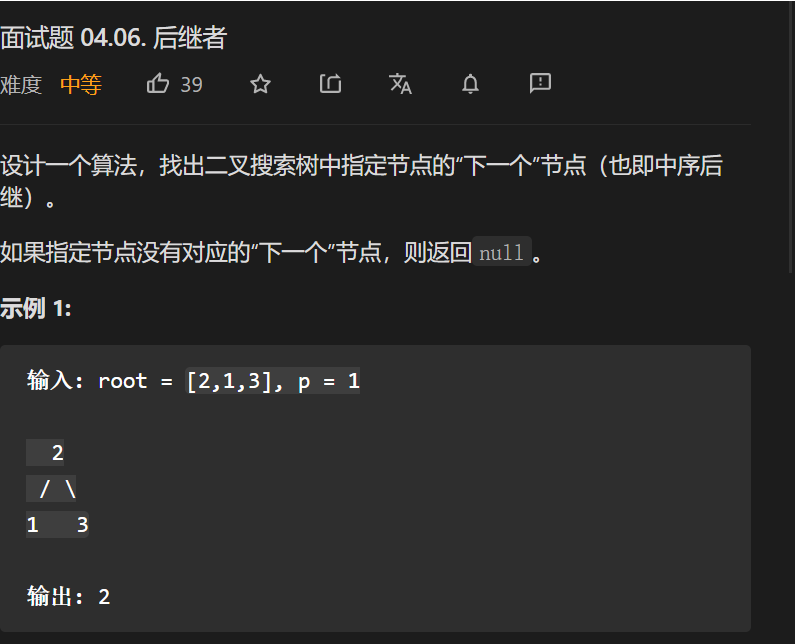 面试题 04.06. 后继者
难度 中等 39
设计一个算法，找出二叉搜索树中指定节点的“下一个”节点（也即中序后
继）。
如果指定节点没有对应的“下一个”节点，则返回 null 。
示例 1:
输入: root = [2,1,3], p = 1
2
/ \
1 3
输出: 2